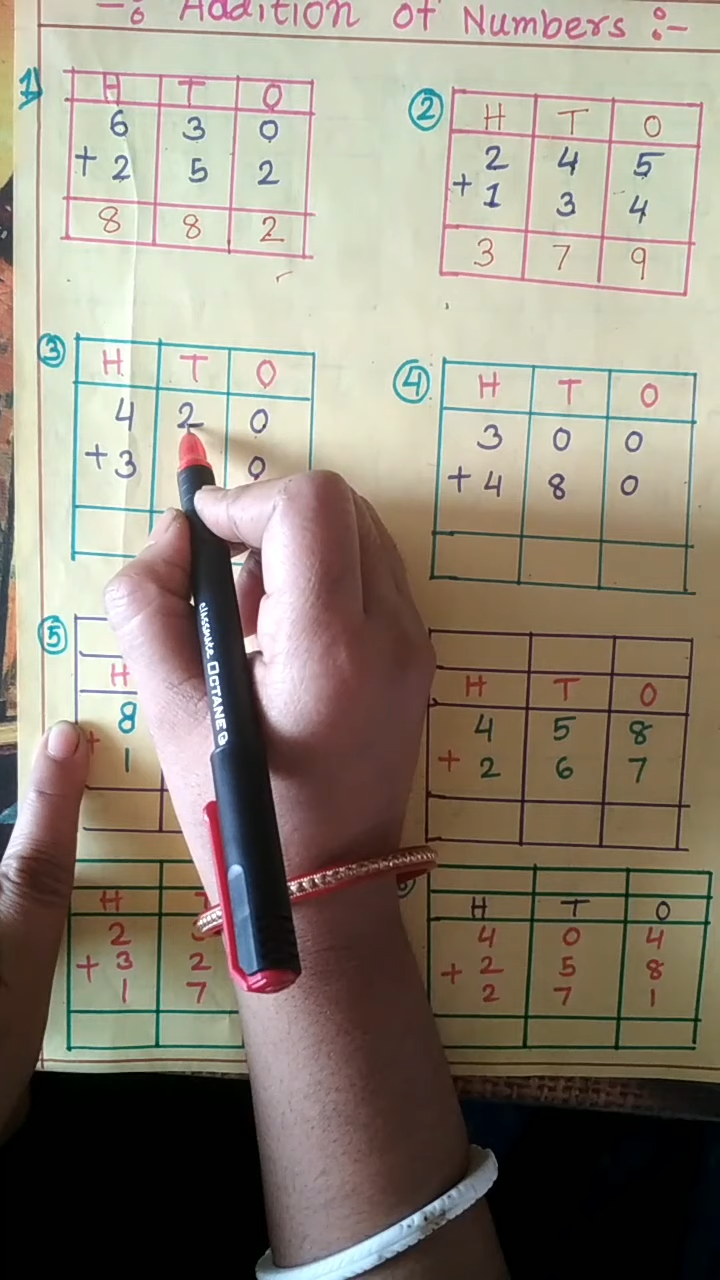 -: Addition of Numbers :-
1)
H T O
6 3 0
+ 2 5 2
8 8 2
2
H T O
2 4 5
+ 1 3 4
3 7 9
3
H T O
4 2 0
+ 3 0
4
H T O
3 0 0
+ 4 8 0
5
H
8
+ 1
H T O
4 5 8
+ 2 6 7
H T
2
+ 3 2
1 7
H T O
4 0 4
+ 2 5 8
2 7 1
classmate OCTANE